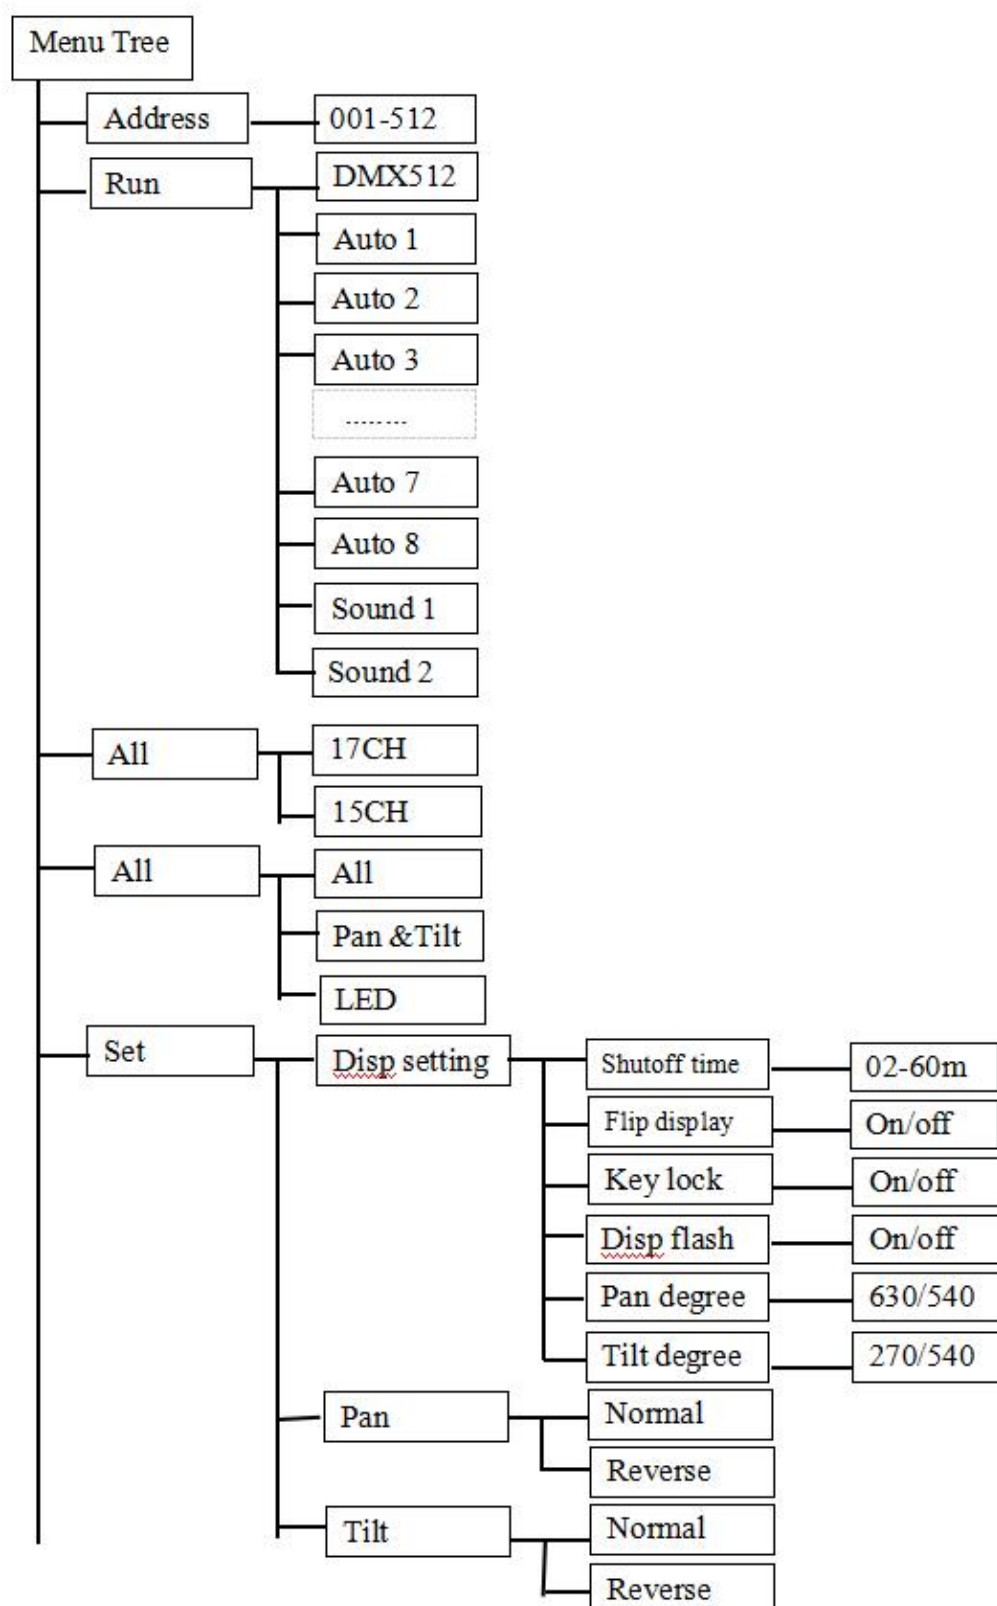 Menu Tree
Address
001-512
Run
DMX512
Auto 1
Auto 2
Auto 3
........
Auto 7
Auto 8
Sound 1
Sound 2
All
17CH
15CH
All
All
Pan &Tilt
LED
Set
Disp setting
Shutoff time
02-60m
Flip display
On/off
Key lock
On/off
Disp flash
On/off
Pan degree
630/540
Tilt degree
270/540
Pan
Normal
Reverse
Tilt
Normal
Reverse